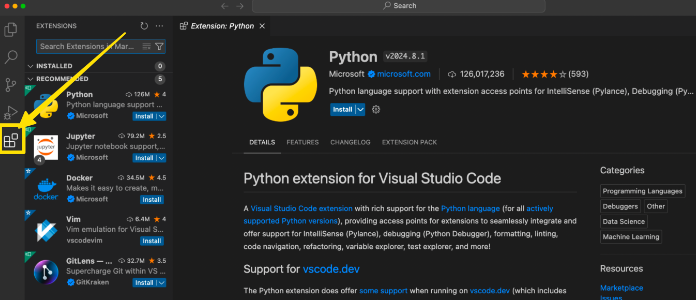 Search
EXTENSIONS
Search Extensions in Mar...
INSTALLED 0
RECOMMENDED 5
Python 126M 4
Python language support ...
Microsoft Install
Jupyter 79.2M 2.5
Jupyter notebook support,...
Microsoft Install
4
Docker 34.5M 4.5
Makes it easy to create, m...
Microsoft Install
Vim 6.4M 4
Vim emulation for Visual S...
vscodevim Install
GitLens — ... 32.7M 3.5
Supercharge Git within VS ...
GitKraken Install
Extension: Python
Python v2024.8.1
Microsoft microsoft.com 126,017,236 (593)
Python language support with extension access points for IntelliSense (Pylance), Debugging (Py...
Install
DETAILS FEATURES CHANGELOG EXTENSION PACK
Python extension for Visual Studio Code
A Visual Studio Code extension with rich support for the Python language (for all actively
supported Python versions), providing access points for extensions to seamlessly integrate and
offer support for IntelliSense (Pylance), debugging (Python Debugger), formatting, linting,
code navigation, refactoring, variable explorer, test explorer, and more!
Support for vscode.dev
The Python extension does offer some support when running on vscode.dev (which includes
Categories
Programming Languages
Debuggers Other
Data Science
Machine Learning
Resources
Marketplace
Issues